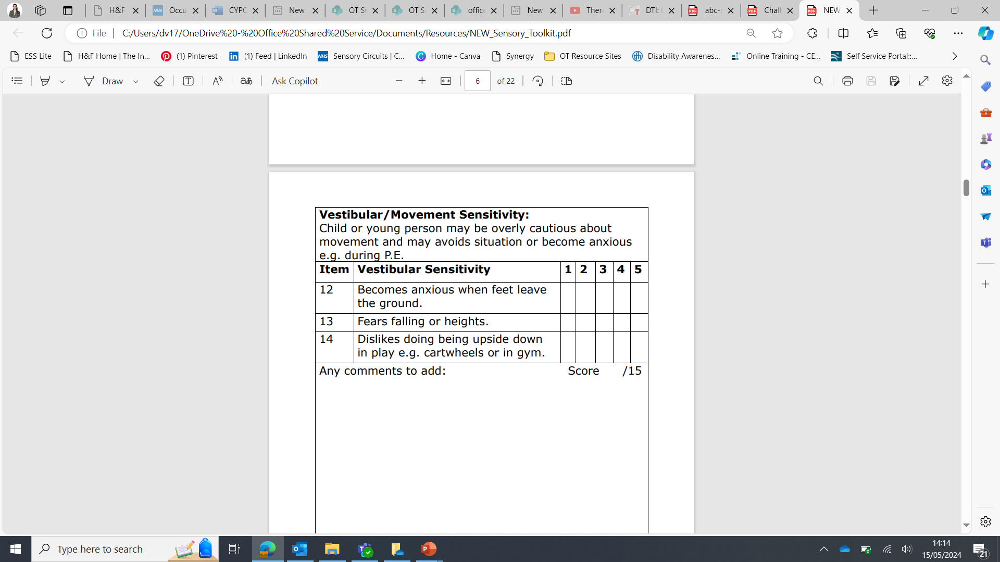 H&F
Occu
CYPC
New
OT Se
OT S
office
New
Thera
DTI: I
abc-c
Chall
NEW
File
C:/Users/dv17/OneDrive%20-%20Office%20Shared%20Service/Documents/Resources/NEW_Sensory_Toolkit.pdf
ESS Lite
H&F Home | The In...
(1) Pinterest
(1) Feed | LinkedIn
Sensory Circuits | C...
Home - Canva
Synergy
OT Resource Sites
Disability Awarenes...
Online Training - CE...
Self Service Portal::...
Draw
Ask Copilot
6 of 22
Vestibular/Movement Sensitivity:
Child or young person may be overly cautious about
movement and may avoids situation or become anxious
e.g. during P.E.
Item Vestibular Sensitivity 1 2 3 4 5
12 Becomes anxious when feet leave
the ground.
13 Fears falling or heights.
14 Dislikes doing being upside down
in play e.g. cartwheels or in gym.
Any comments to add: Score /15
Type here to search
14:14
15/05/2024
21